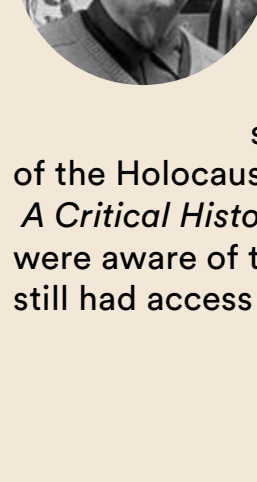 of the Holocaus
A Critical Histo
were aware of t
still had access